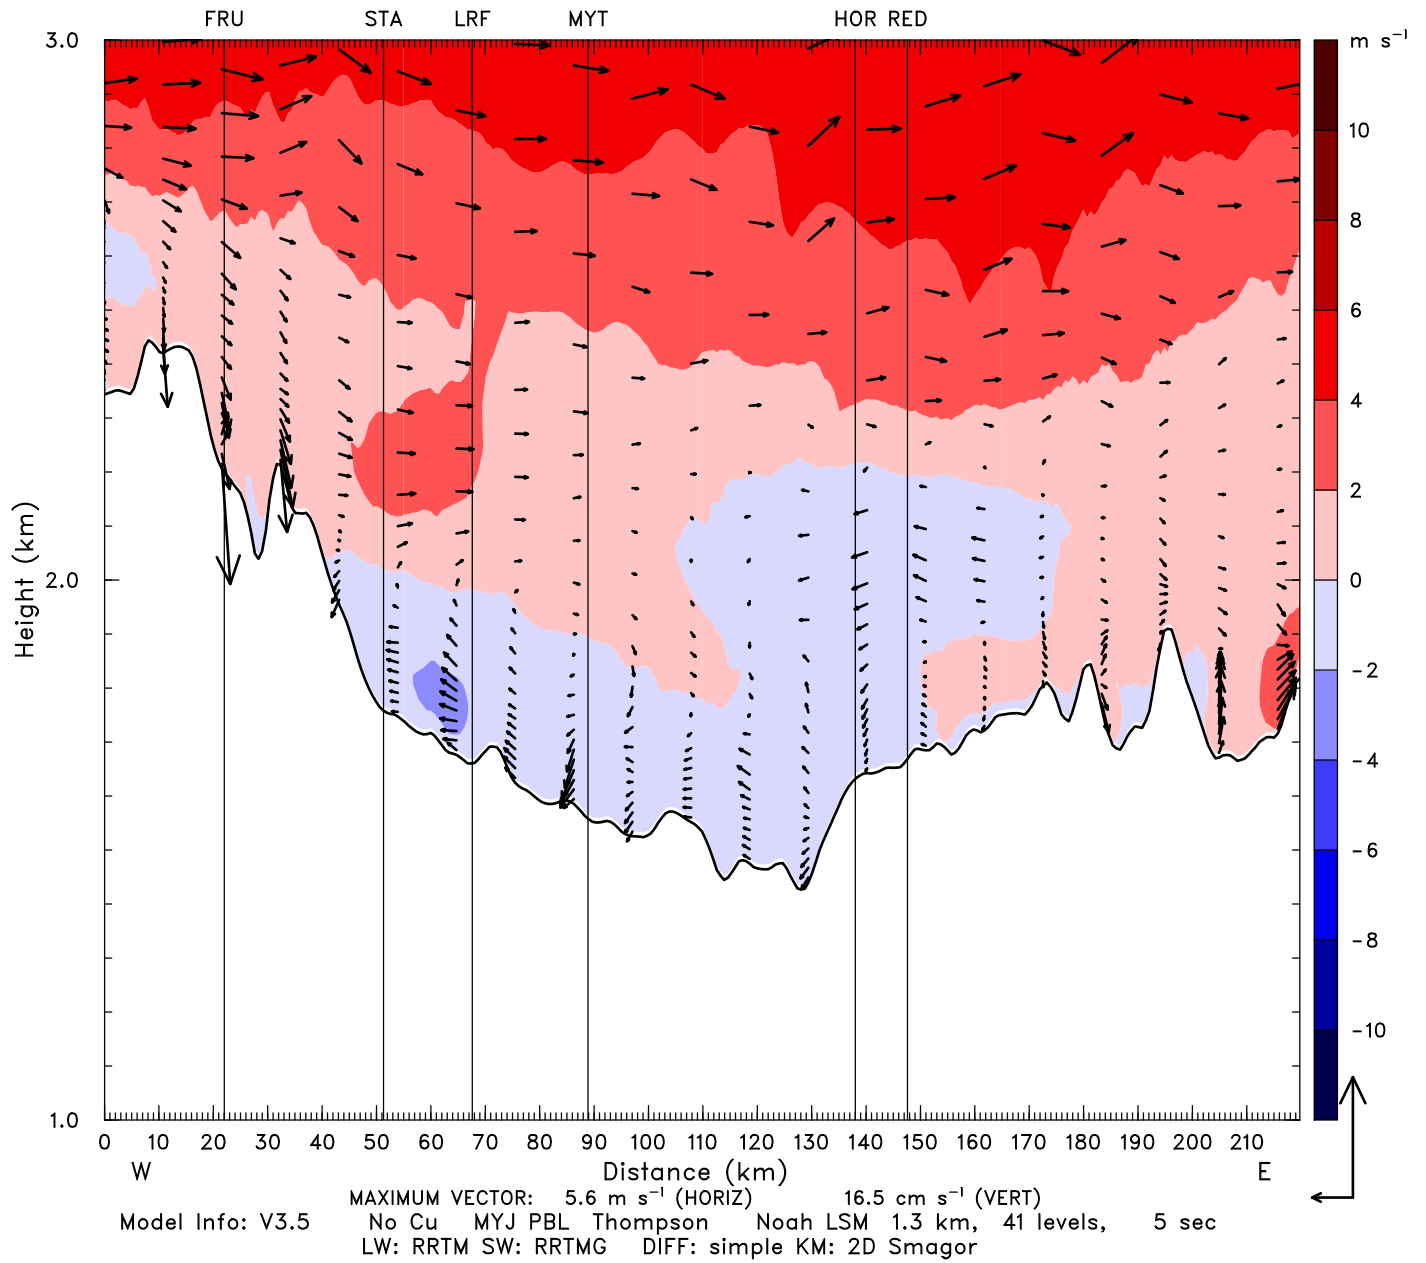 FRU STA LRF MYT HOR RED
3.0 m s⁻¹
10
8
6
4
2
2.0 0
-2
-4
-6
-8
-10
1.0
Height (km)
0 10 20 30 40 50 60 70 80 90 100 110 120 130 140 150 160 170 180 190 200 210
W Distance (km) E
MAXIMUM VECTOR: 5.6 m s⁻¹ (HORIZ) 16.5 cm s⁻¹ (VERT)
Model Info: V3.5 No Cu MYJ PBL Thompson Noah LSM 1.3 km, 41 levels, 5 sec
LW: RRTM SW: RRTMG DIFF: simple KM: 2D Smagor